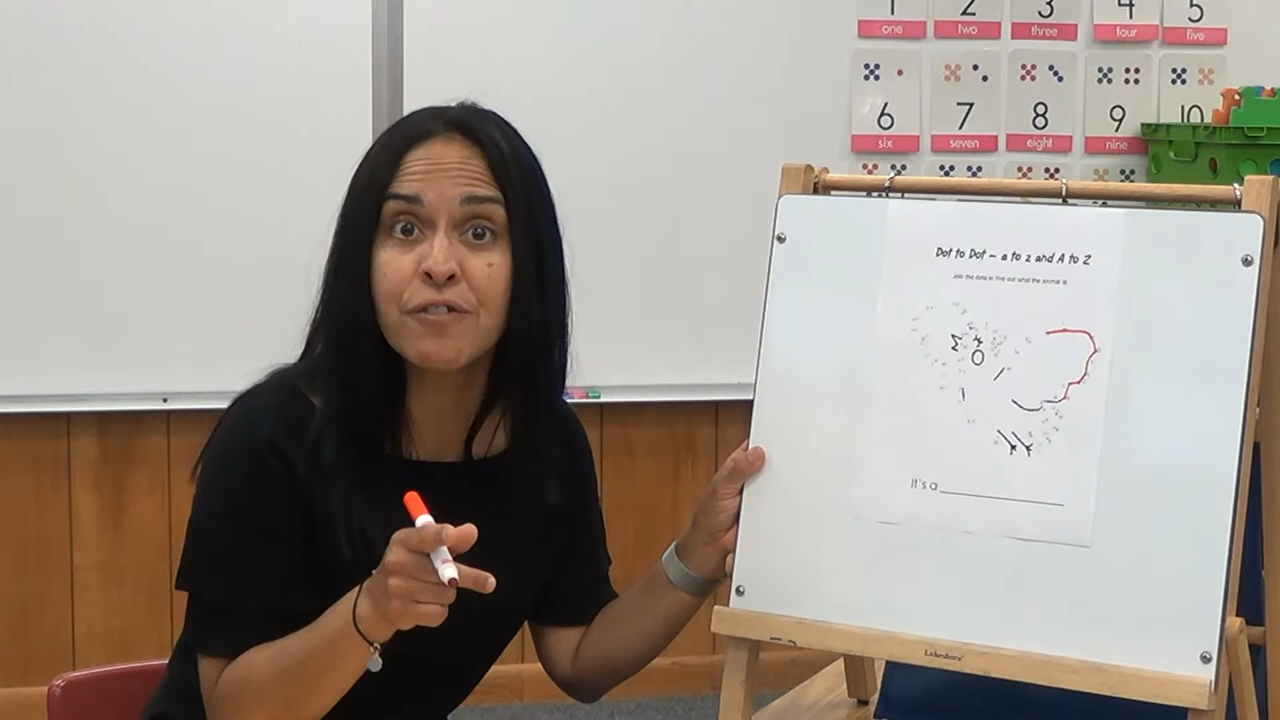 1 2 3 4 5
one two three four five
6 7 8 9 10
six seven eight nine
Dot to Dot – a to z and A to Z
Join the dots to find out what the animal is
It's a
Lakeshore